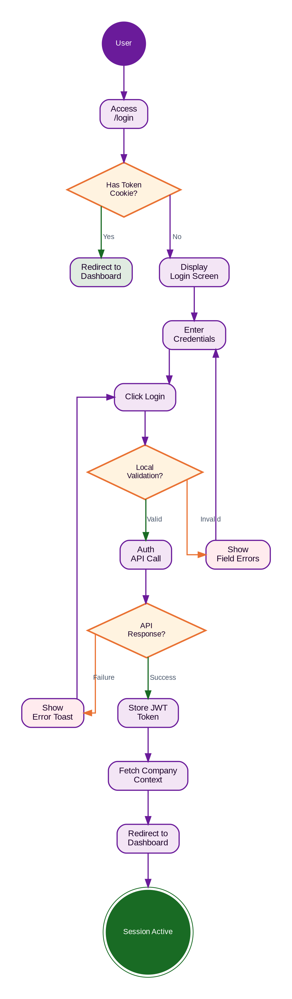 User
Access
/login
Has Token
Cookie?
Yes
No
Redirect to
Dashboard
Display
Login Screen
Enter
Credentials
Click Login
Local
Validation?
Valid
Invalid
Auth
API Call
Show
Field Errors
API
Response?
Failure
Success
Show
Error Toast
Store JWT
Token
Fetch Company
Context
Redirect to
Dashboard
Session Active